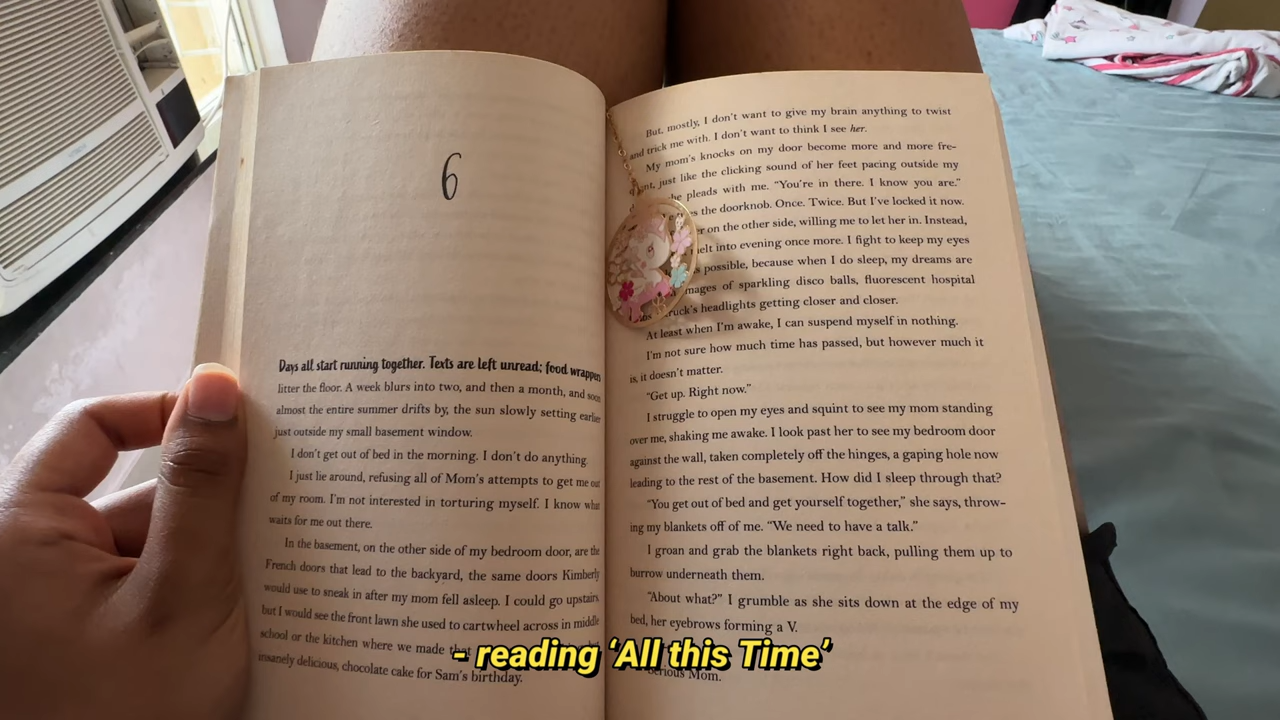 6
Days all start running together. Texts are left unread; food wrappers
litter the floor. A week blurs into two, and then a month, and soon
almost the entire summer drifts by, the sun slowly setting earlier
just outside my small basement window.
I don't get out of bed in the morning. I don't do anything.
I just lie around, refusing all of Mom's attempts to get me out
of my room. I'm not interested in torturing myself. I know what
waits for me out there.
In the basement, on the other side of my bedroom door, are the
French doors that lead to the backyard, the same doors Kimberly
would use to sneak in after my mom fell asleep. I could go upstairs,
but I would see the front lawn she used to cartwheel across in middle
school or the kitchen where we made that
insanely delicious, chocolate cake for Sam's birthday.
But, mostly, I don't want to give my brain anything to twist
and trick me with. I don't want to think I see her.
My mom's knocks on my door become more and more fre-
just like the clicking sound of her feet pacing outside my
he pleads with me. "You're in there. I know you are."
the doorknob. Once. Twice. But I've locked it now.
on the other side, willing me to let her in. Instead,
into evening once more. I fight to keep my eyes
possible, because when I do sleep, my dreams are
of sparkling disco balls, fluorescent hospital
headlights getting closer and closer.
At least when I'm awake, I can suspend myself in nothing.
I'm not sure how much time has passed, but however much it
is, it doesn't matter.
"Get up. Right now."
I struggle to open my eyes and squint to see my mom standing
over me, shaking me awake. I look past her to see my bedroom door
against the wall, taken completely off the hinges, a gaping hole now
leading to the rest of the basement. How did I sleep through that?
"You get out of bed and get yourself together," she says, throw-
ing my blankets off of me. "We need to have a talk."
I groan and grab the blankets right back, pulling them up to
burrow underneath them.
"About what?" I grumble as she sits down at the edge of my
bed, her eyebrows forming a V.
Mom.
- reading ‘All this Time’